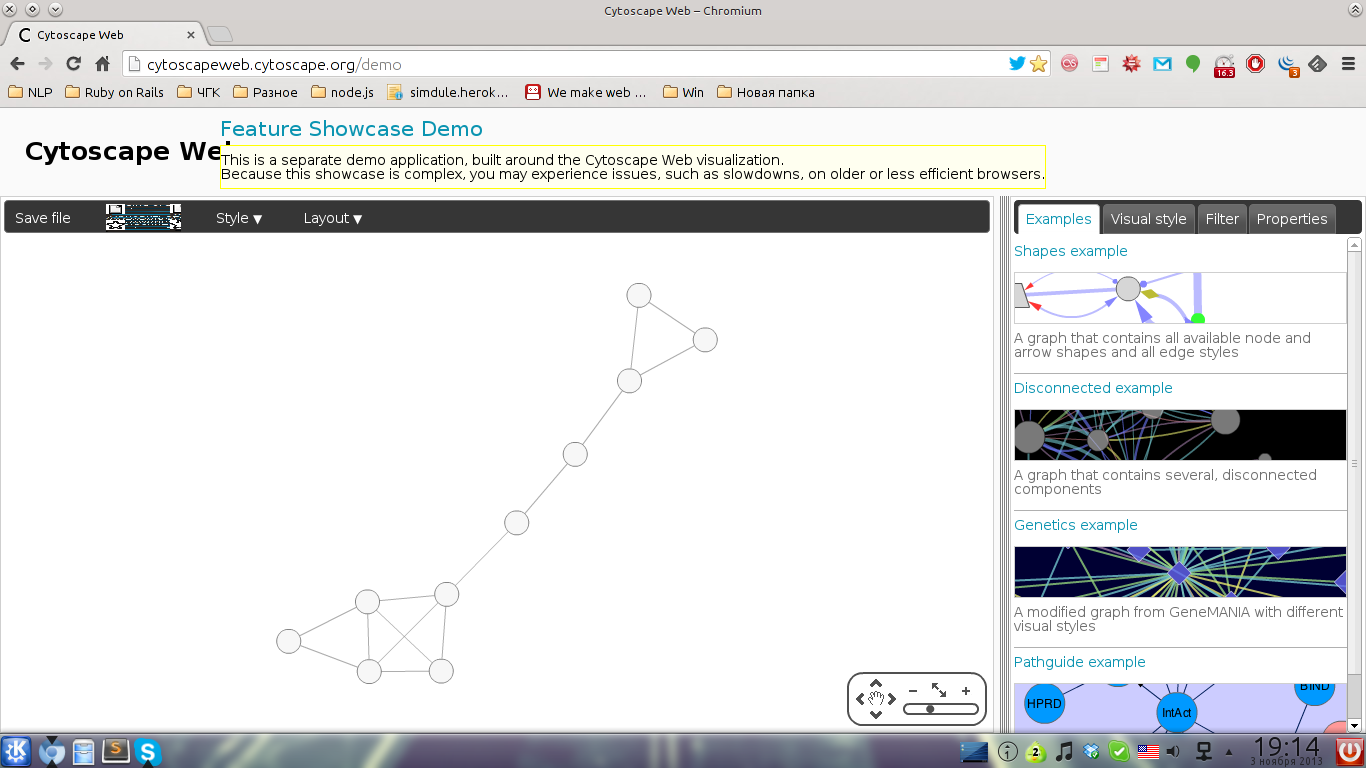 Cytoscape Web – Chromium
Cytoscape Web
cytoscapeweb.cytoscape.org/demo
16.3
3
NLP
Ruby on Rails
ЧГК
Разное
node.js
simdule.herok...
We make web ...
Win
Новая папка
Cytoscape We
Feature Showcase Demo
This is a separate demo application, built around the Cytoscape Web visualization.
Because this showcase is complex, you may experience issues, such as slowdowns, on older or less efficient browsers.
Save file
Style ▼
Layout ▼
Examples
Visual style
Filter
Properties
Shapes example
A graph that contains all available node and
arrow shapes and all edge styles
Disconnected example
A graph that contains several, disconnected
components
Genetics example
A modified graph from GeneMANIA with different
visual styles
Pathguide example
HPRD
IntAct
BIND
2
19:14
3 ноября 2013